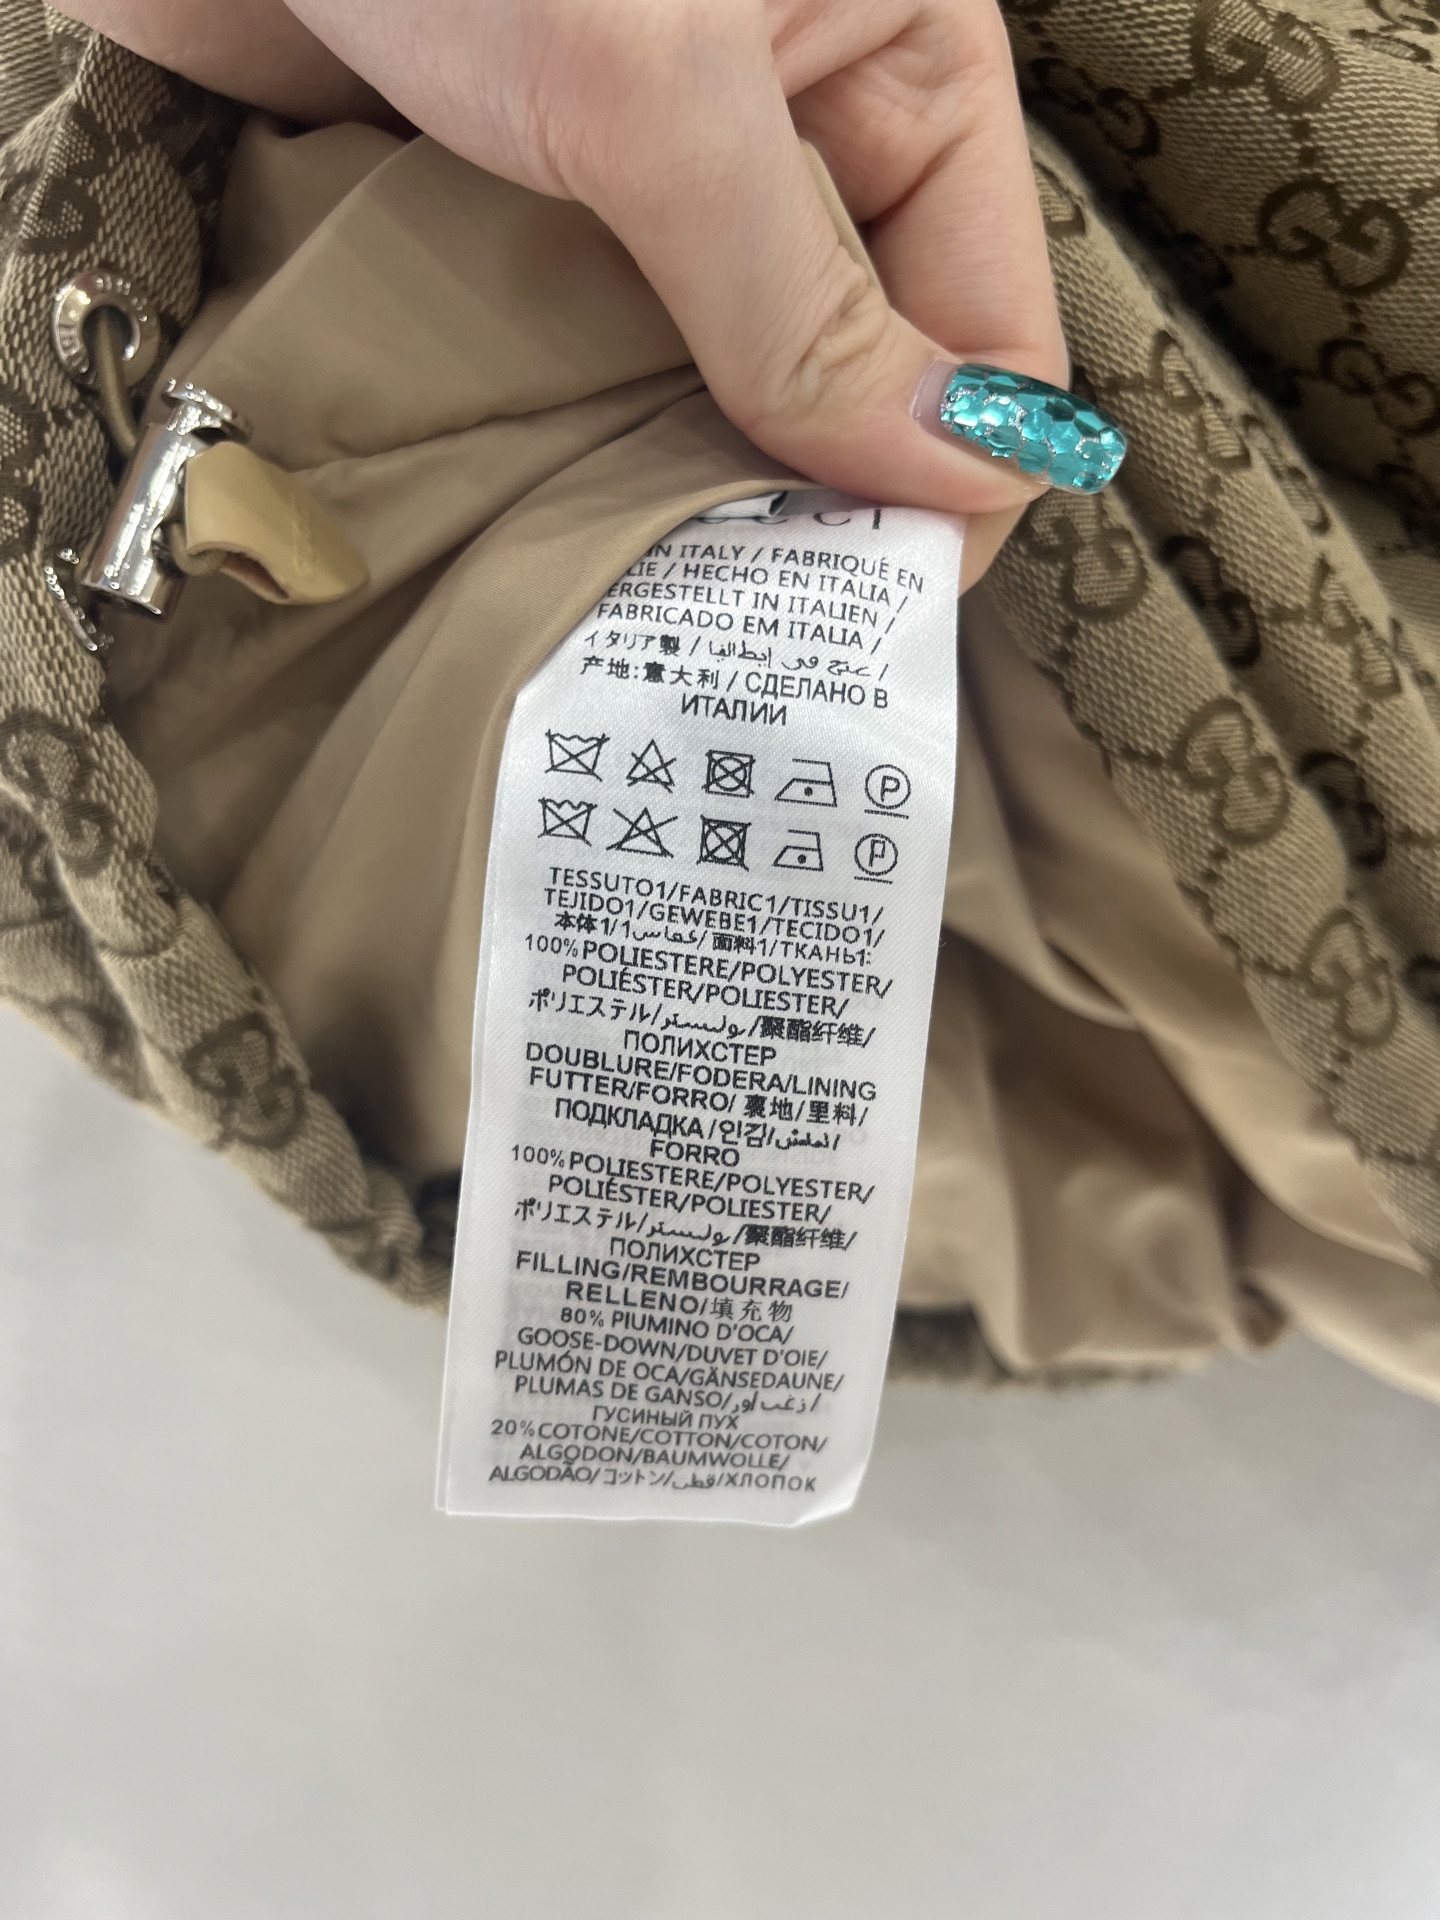 IN ITALY / FABRIQUÉ EN
/ HECHO EN ITALIA /
IN ITALIEN /
FABRICADO EM ITALIA /
イタリア製 / صنع في إيطاليا /
产地:意大利 / СДЕЛАНО В
ИТАЛИИ
P
P
TESSUTO1/FABRIC1/TISSU1/
TEJIDO1/GEWEBE1/TECIDO1/
本体1/1قماش/面料1/ТКАНЬ1:
100%POLIESTERE/POLYESTER/
POLIÉSTER/POLIESTER/
ポリエステル/بوليستر/聚酯纤维/
ПОЛИХСТЕР
DOUBLURE/FODERA/LINING
FUTTER/FORRO/ 裏地/里料/
ПОДКЛАДКА/안감/
FORRO
100%POLIESTERE/POLYESTER/
POLIÉSTER/POLIESTER/
ポリエステル/بوليستر/聚酯纤维/
ПОЛИХСТЕР
FILLING/REMBOURRAGE/
RELLENO/填充物
80% PIUMINO D'OCA/
GOOSE-DOWN/DUVET D'OIE/
PLUMÓN DE OCA/GÄNSEDAUNE/
PLUMAS DE GANSO/زغب أوز/
ГУСИНЫЙ ПУХ
20%COTONE/COTTON/COTON/
ALGODON/BAUMWOLLE/
ALGODÃO/コットン/قطن/ХЛОПОК